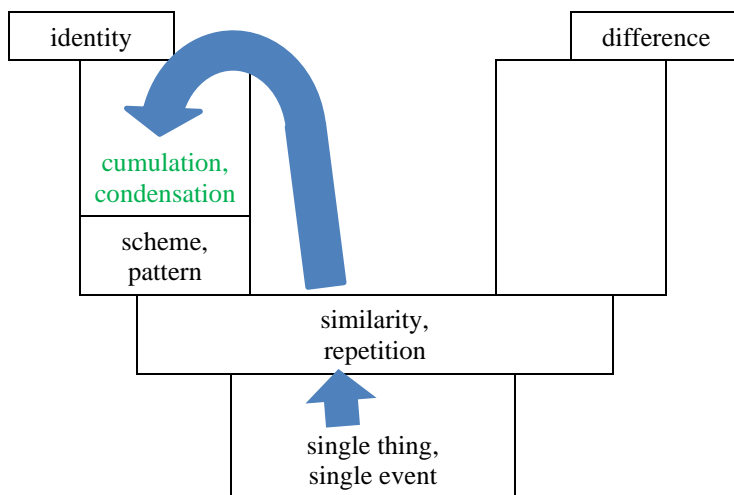 identity
difference
cumulation,
condensation
scheme,
pattern
similarity,
repetition
single thing,
single event